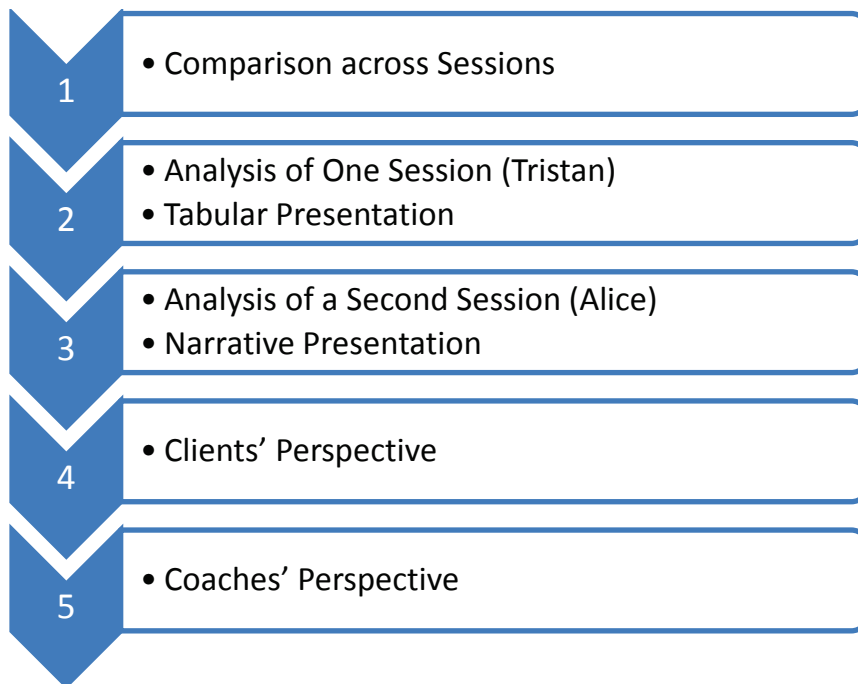 1
• Comparison across Sessions
2
• Analysis of One Session (Tristan)
• Tabular Presentation
3
• Analysis of a Second Session (Alice)
• Narrative Presentation
4
• Clients’ Perspective
5
• Coaches’ Perspective